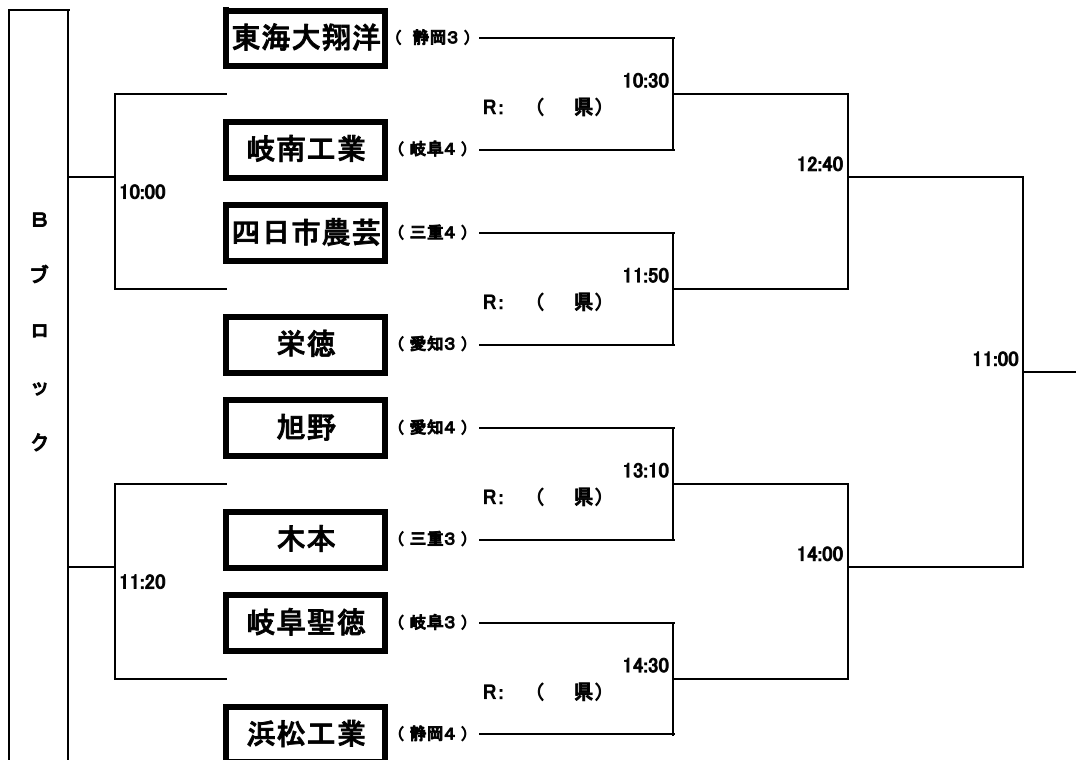 Bブロック
東海大翔洋 （ 静岡3 ）
10:30
R: （ 県）
岐南工業 （ 岐阜4 ）
12:40
10:00
四日市農芸 （ 三重4 ）
11:50
R: （ 県）
栄徳 （ 愛知3 ）
11:00
旭野 （ 愛知4 ）
13:10
R: （ 県）
木本 （ 三重3 ）
14:00
11:20
岐阜聖徳 （ 岐阜3 ）
14:30
R: （ 県）
浜松工業 （ 静岡4 ）